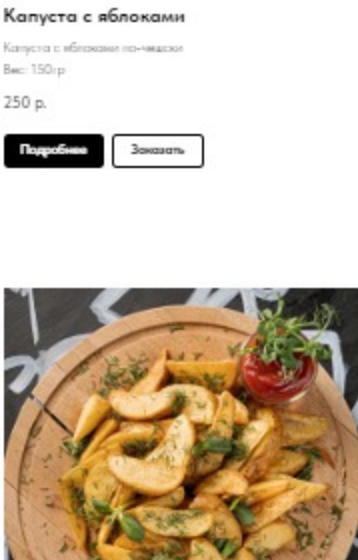 Капуста с яблоками
Капуста с яблоками по-чешски
Вес: 150гр
250 р.
Подробнее
Заказать